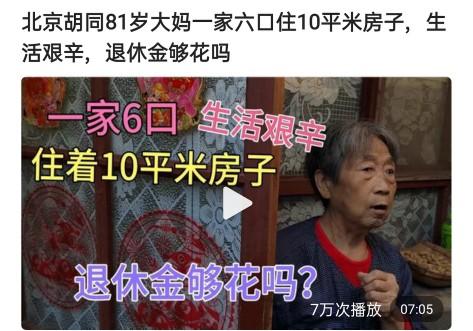 北京胡同81岁大妈一家六口住10平米房子，生
活艰辛，退休金够花吗
一家6口 生活艰辛
住着10平米房子
退休金够花吗？
7万次播放 07:05